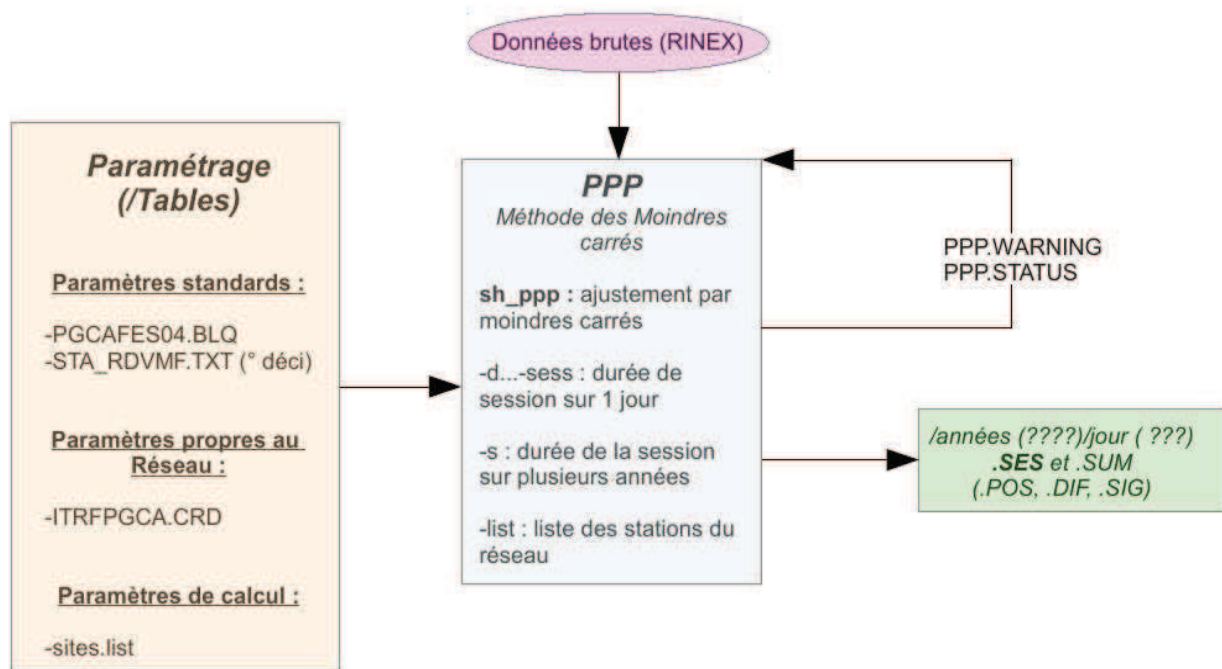 Données brutes (RINEX)
Paramétrage
(/Tables)
Paramètres standards :
-PGCAFES04.BLQ
-STA_RDVMF.TXT (° déci)
Paramètres propres au
Réseau :
-ITRFPGCA.CRD
Paramètres de calcul :
-sites.list
PPP
Méthode des Moindres
carrés
sh_ppp : ajustement par
moindres carrés
-d...-sess : durée de
session sur 1 jour
-s : durée de la session
sur plusieurs années
-list : liste des stations du
réseau
PPP.WARNING
PPP.STATUS
/années (????)/jour ( ???)
.SES et .SUM
(.POS, .DIF, .SIG)